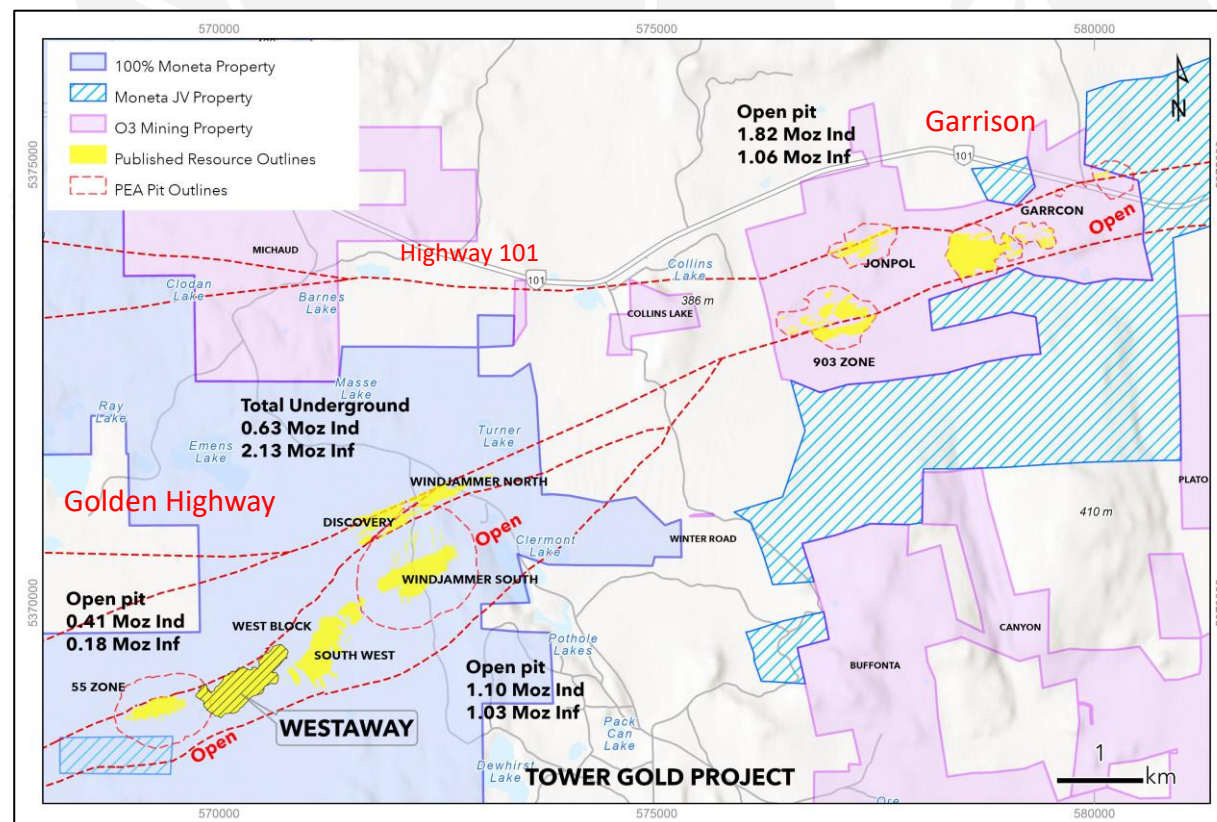 570000
575000
580000
100% Moneta Property
Moneta JV Property
O3 Mining Property
Published Resource Outlines
PEA Pit Outlines
N
5375000
Open pit
1.82 Moz Ind
1.06 Moz Inf
Garrison
101
GARRCON
Open
MICHAUD
Highway 101
101
Collins
Lake
JONPOL
Clodan
Lake
Barnes
Lake
386 m
COLLINS LAKE
903 ZONE
Masse
Lake
Ray
Lake
Total Underground
0.63 Moz Ind
2.13 Moz Inf
Emens
Lake
Turner
Lake
Golden Highway
WINDJAMMER NORTH
PLATO
DISCOVERY
Open
410 m
Clermont
Lake
WINTER ROAD
WINDJAMMER SOUTH
5370000
Open pit
0.41 Moz Ind
0.18 Moz Inf
WEST BLOCK
SOUTH WEST
Pothole
Lakes
CANYON
BUFFONTA
55 ZONE
Open pit
1.10 Moz Ind
1.03 Moz Inf
WESTAWAY
Open
Pack
Can
Lake
Dewhirst
Lake
TOWER GOLD PROJECT
1
km
570000
575000
580000